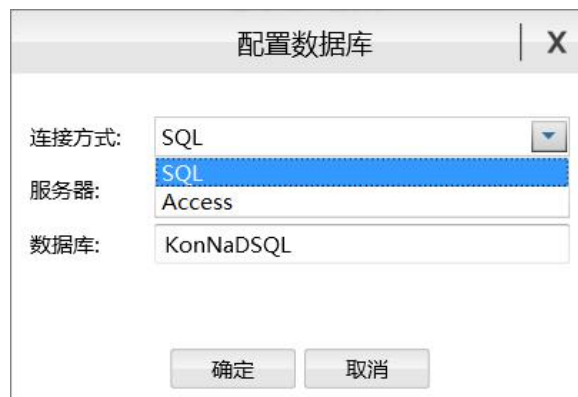 配置数据库 X
连接方式: SQL
SQL
服务器:
Access
数据库: KonNaDSQL
确定 取消